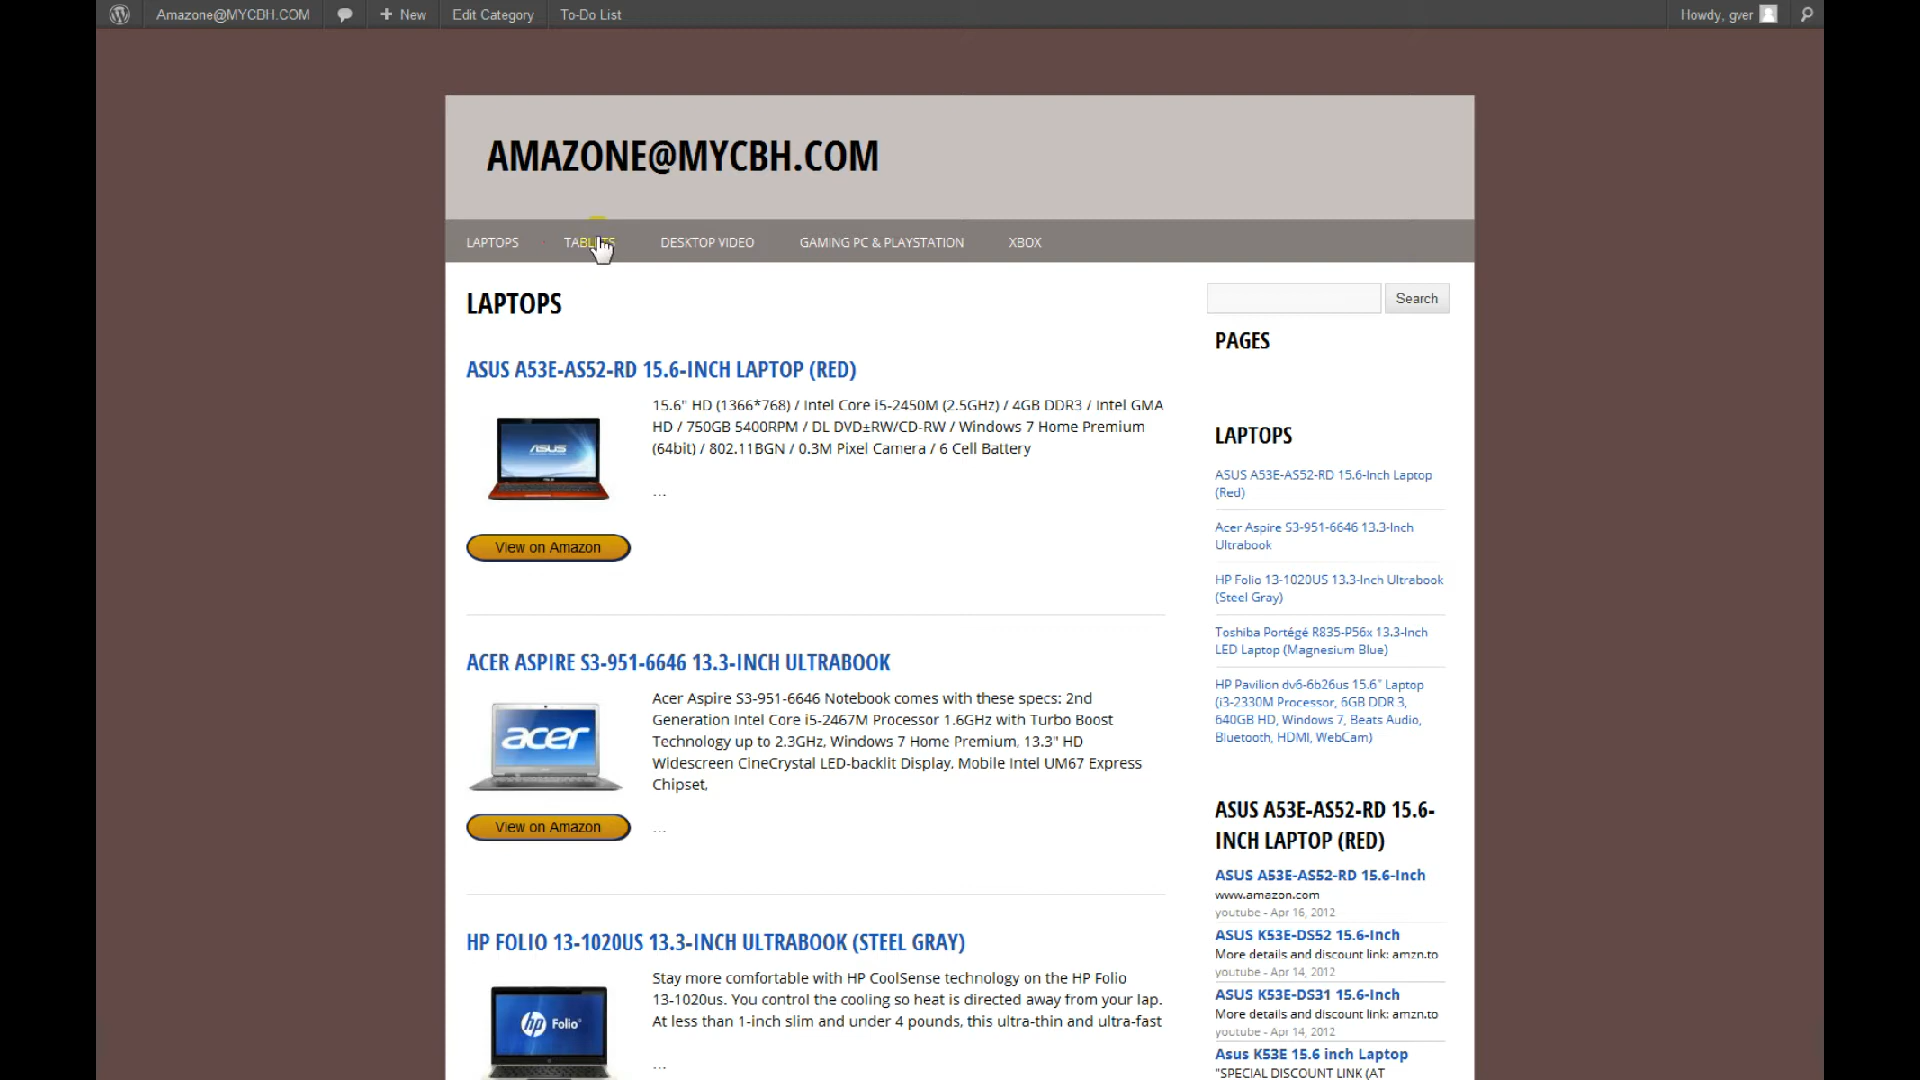 Amazone@MYCBH.COM
New
Edit Category
To-Do List
Howdy, gver
AMAZONE@MYCBH.COM
LAPTOPS
TABLETS
DESKTOP VIDEO
GAMING PC & PLAYSTATION
XBOX
LAPTOPS
ASUS A53E-AS52-RD 15.6-INCH LAPTOP (RED)
15.6" HD (1366*768) / Intel Core i5-2450M (2.5GHz) / 4GB DDR3 / Intel GMA
HD / 750GB 5400RPM / DL DVD±RW/CD-RW / Windows 7 Home Premium
(64bit) / 802.11BGN / 0.3M Pixel Camera / 6 Cell Battery
...
ASUS
View on Amazon
ACER ASPIRE S3-951-6646 13.3-INCH ULTRABOOK
Acer Aspire S3-951-6646 Notebook comes with these specs: 2nd
Generation Intel Core i5-2467M Processor 1.6GHz with Turbo Boost
Technology up to 2.3GHz, Windows 7 Home Premium, 13.3" HD
Widescreen CineCrystal LED-backlit Display, Mobile Intel UM67 Express
Chipset,
...
acer
View on Amazon
HP FOLIO 13-1020US 13.3-INCH ULTRABOOK (STEEL GRAY)
Stay more comfortable with HP CoolSense technology on the HP Folio
13-1020us. You control the cooling so heat is directed away from your lap.
At less than 1-inch slim and under 4 pounds, this ultra-thin and ultra-fast
...
hp Folio
Search
PAGES
LAPTOPS
ASUS A53E-AS52-RD 15.6-Inch Laptop
(Red)
Acer Aspire S3-951-6646 13.3-Inch
Ultrabook
HP Folio 13-1020US 13.3-Inch Ultrabook
(Steel Gray)
Toshiba Portégé R835-P56x 13.3-Inch
LED Laptop (Magnesium Blue)
HP Pavilion dv6-6b26us 15.6" Laptop
(i3-2330M Processor, 6GB DDR 3,
640GB HD, Windows 7, Beats Audio,
Bluetooth, HDMI, WebCam)
ASUS A53E-AS52-RD 15.6-
INCH LAPTOP (RED)
ASUS A53E-AS52-RD 15.6-Inch
www.amazon.com
youtube - Apr 16, 2012
ASUS K53E-DS52 15.6-Inch
More details and discount link: amzn.to
youtube - Apr 14, 2012
ASUS K53E-DS31 15.6-Inch
More details and discount link: amzn.to
youtube - Apr 14, 2012
Asus K53E 15.6 inch Laptop
"SPECIAL DISCOUNT LINK (AT